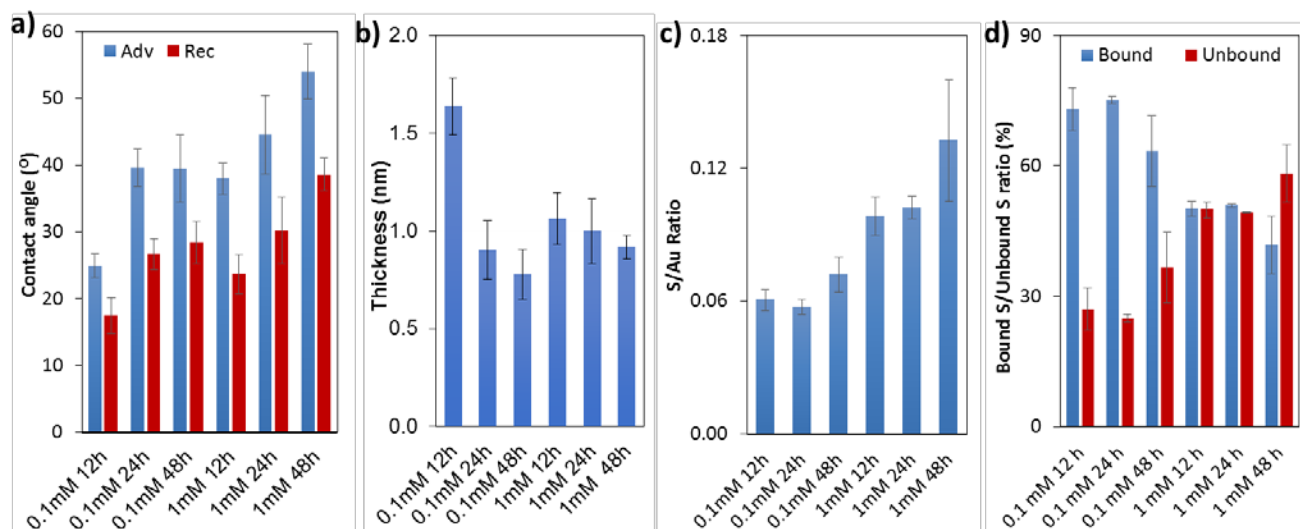 a)
Adv
Rec
Contact angle (⁰)
60
50
40
30
20
10
0
0.1mM 12h
0.1mM 24h
0.1mM 48h
1mM 12h
1mM 24h
1mM 48h
b)
Thickness (nm)
2.0
1.5
1.0
0.5
0.0
0.1mM 12h
0.1mM 24h
0.1mM 48h
1mM 12h
1mM 24h
1mM 48h
c)
S/Au Ratio
0.18
0.12
0.06
0.00
0.1mM 12h
0.1mM 24h
0.1mM 48h
1mM 12h
1mM 24h
1mM 48h
d)
Bound
Unbound
Bound S/Unbound S ratio (%)
90
60
30
0
0.1 mM 12 h
0.1 mM 24 h
0.1 mM 48 h
1 mM 12 h
1 mM 24 h
1 mM 48 h